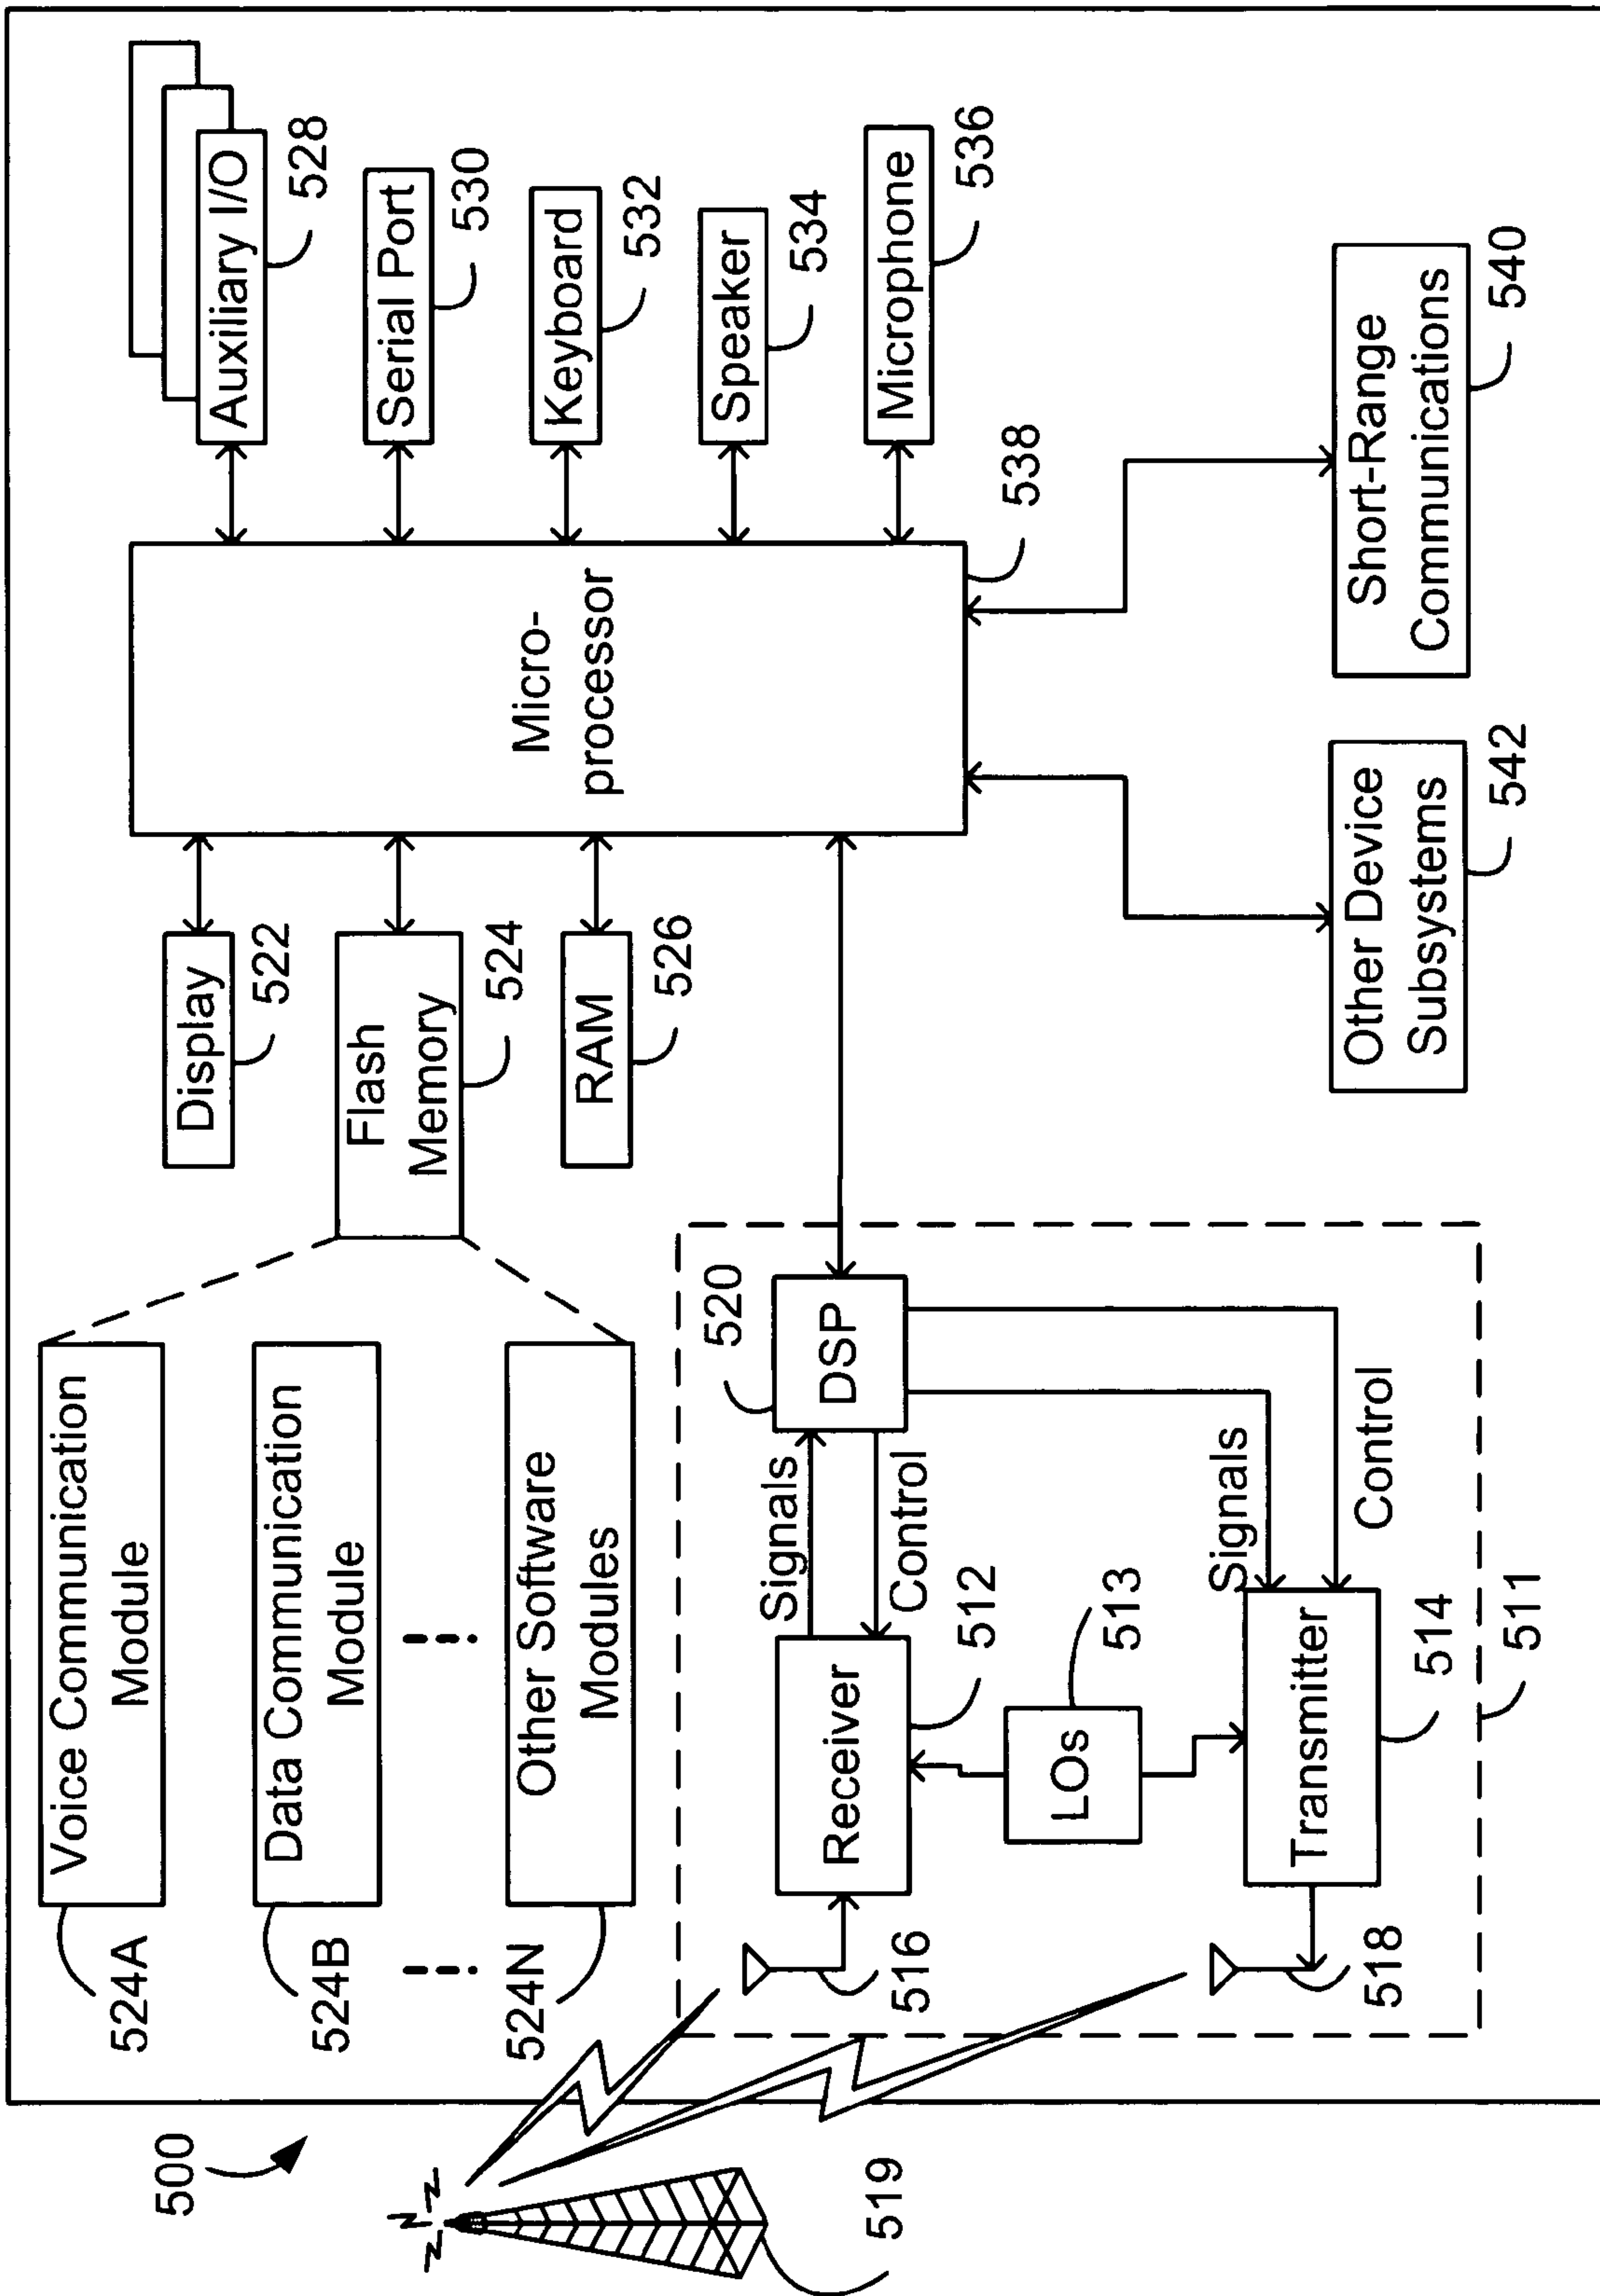 500
519
524A
Voice Communication
Module
524B
Data Communication
Module
524N
Other Software
Modules
Display
522
Flash
Memory
524
RAM
526
Micro-
processor
538
Auxiliary I/O
528
Serial Port
530
Keyboard
532
Speaker
534
Microphone
536
Short-Range
Communications
540
Other Device
Subsystems
542
DSP
520
Signals
Control
Receiver
512
516
LOs
513
Signals
Control
Transmitter
514
518
511